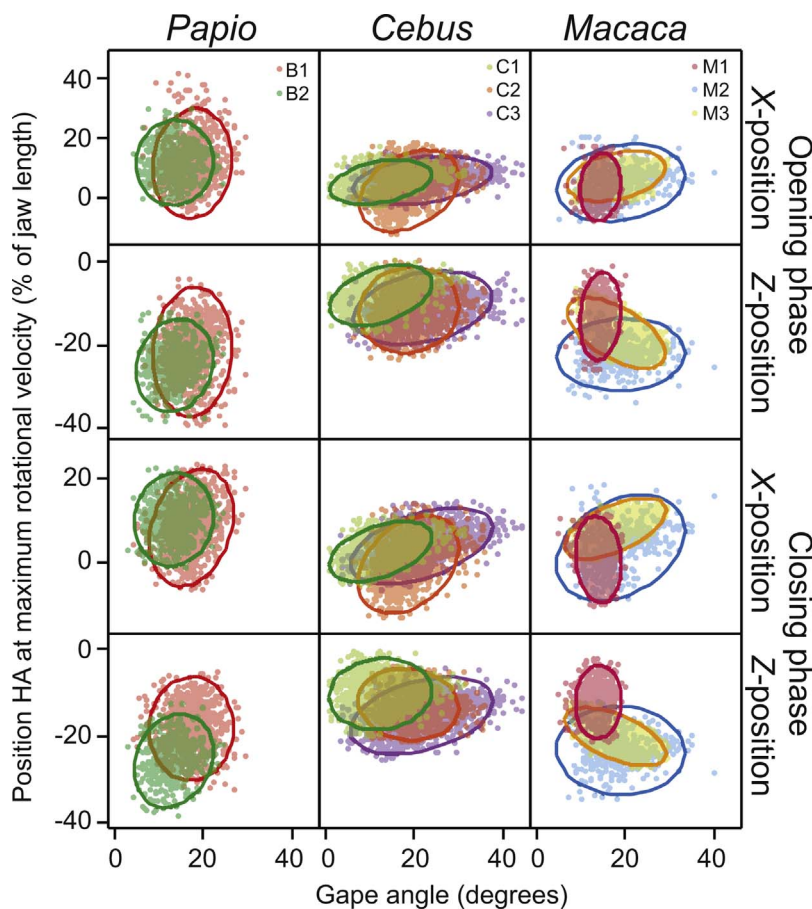 Papio Cebus Macaca
B1 C1 M1
B2 C2 M2
C3 M3
40
20
0
X-position
0
-20
-40
Z-position
Opening phase
20
0
X-position
0
-20
-40
Z-position
Closing phase
Position HA at maximum rotational velocity (% of jaw length)
0 20 40 0 20 40 0 20 40
Gape angle (degrees)